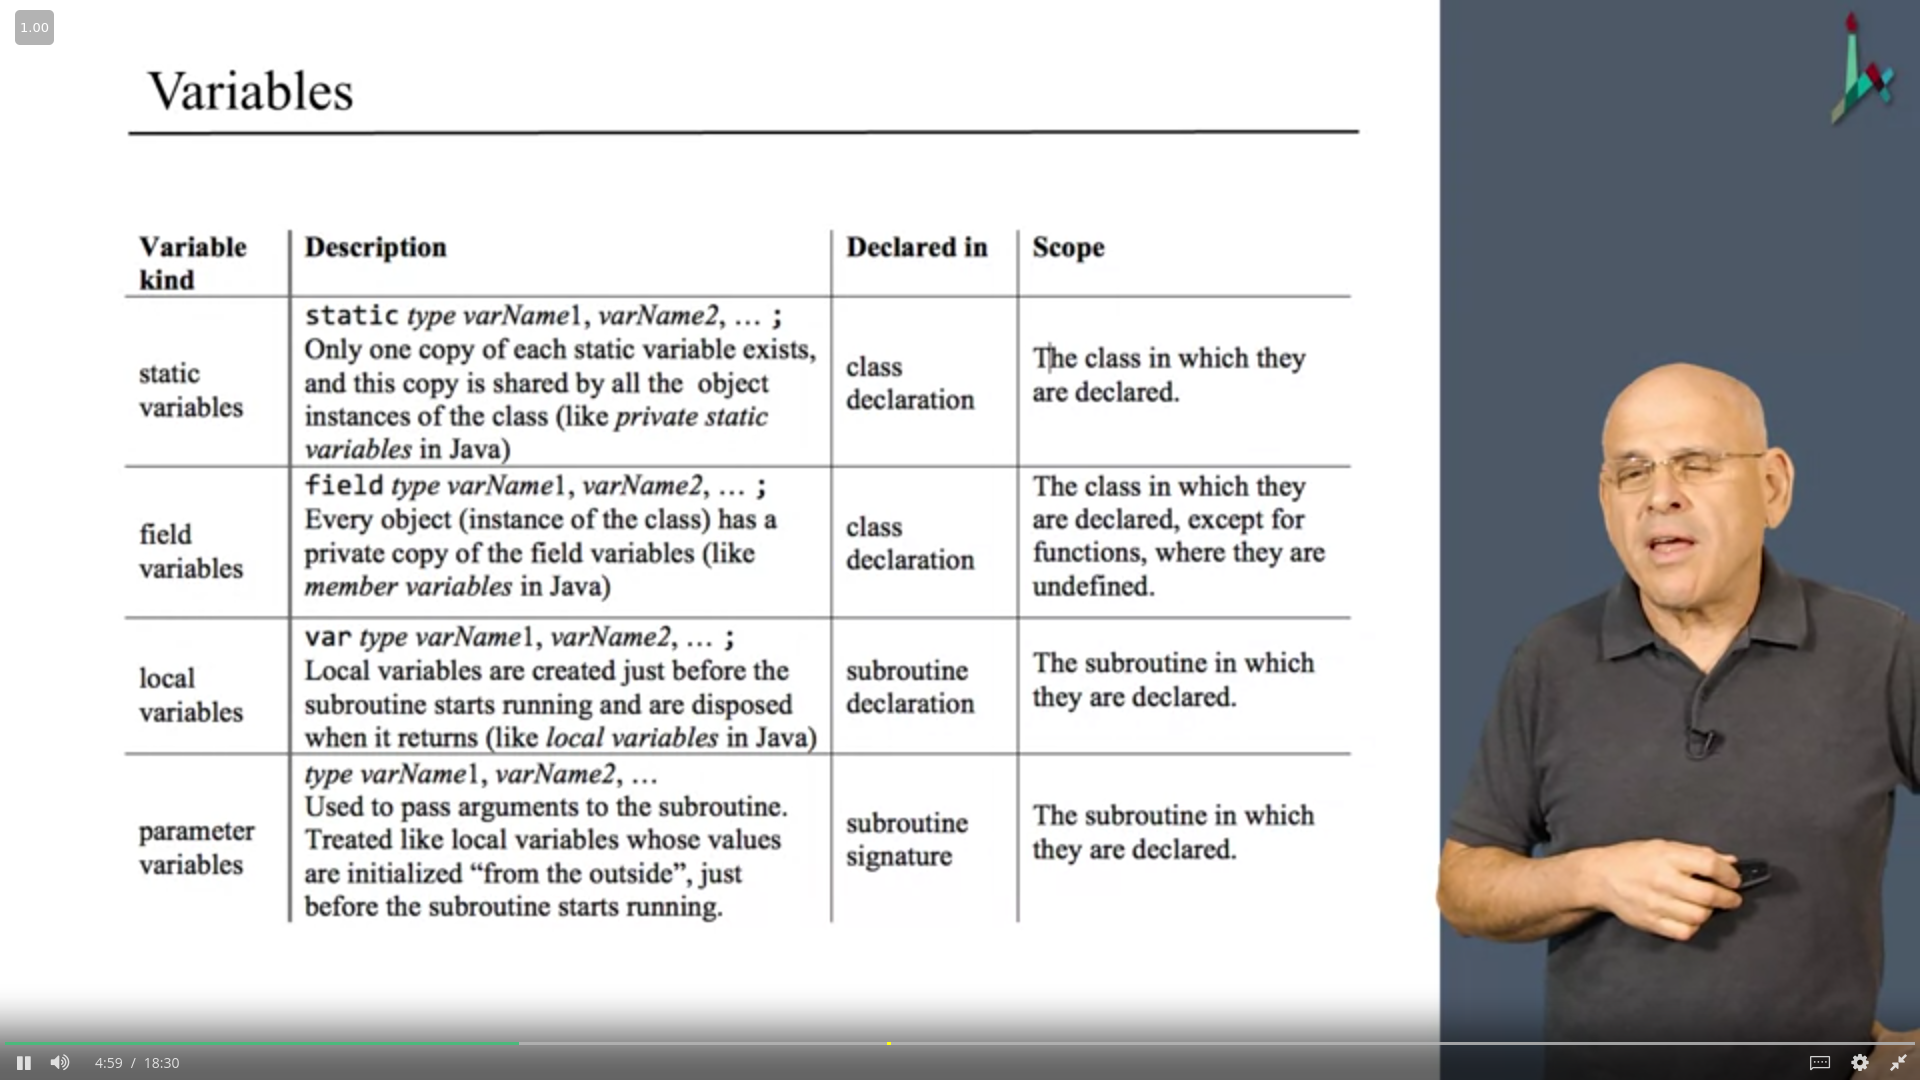 1.00
Variables
Variable
kind
Description
Declared in
Scope
static
variables
static type varName1, varName2, … ;
Only one copy of each static variable exists,
and this copy is shared by all the object
instances of the class (like private static
variables in Java)
class
declaration
The class in which they
are declared.
field
variables
field type varName1, varName2, … ;
Every object (instance of the class) has a
private copy of the field variables (like
member variables in Java)
class
declaration
The class in which they
are declared, except for
functions, where they are
undefined.
local
variables
var type varName1, varName2, … ;
Local variables are created just before the
subroutine starts running and are disposed
when it returns (like local variables in Java)
subroutine
declaration
The subroutine in which
they are declared.
parameter
variables
type varName1, varName2, …
Used to pass arguments to the subroutine.
Treated like local variables whose values
are initialized “from the outside”, just
before the subroutine starts running.
subroutine
signature
The subroutine in which
they are declared.
4:59 / 18:30